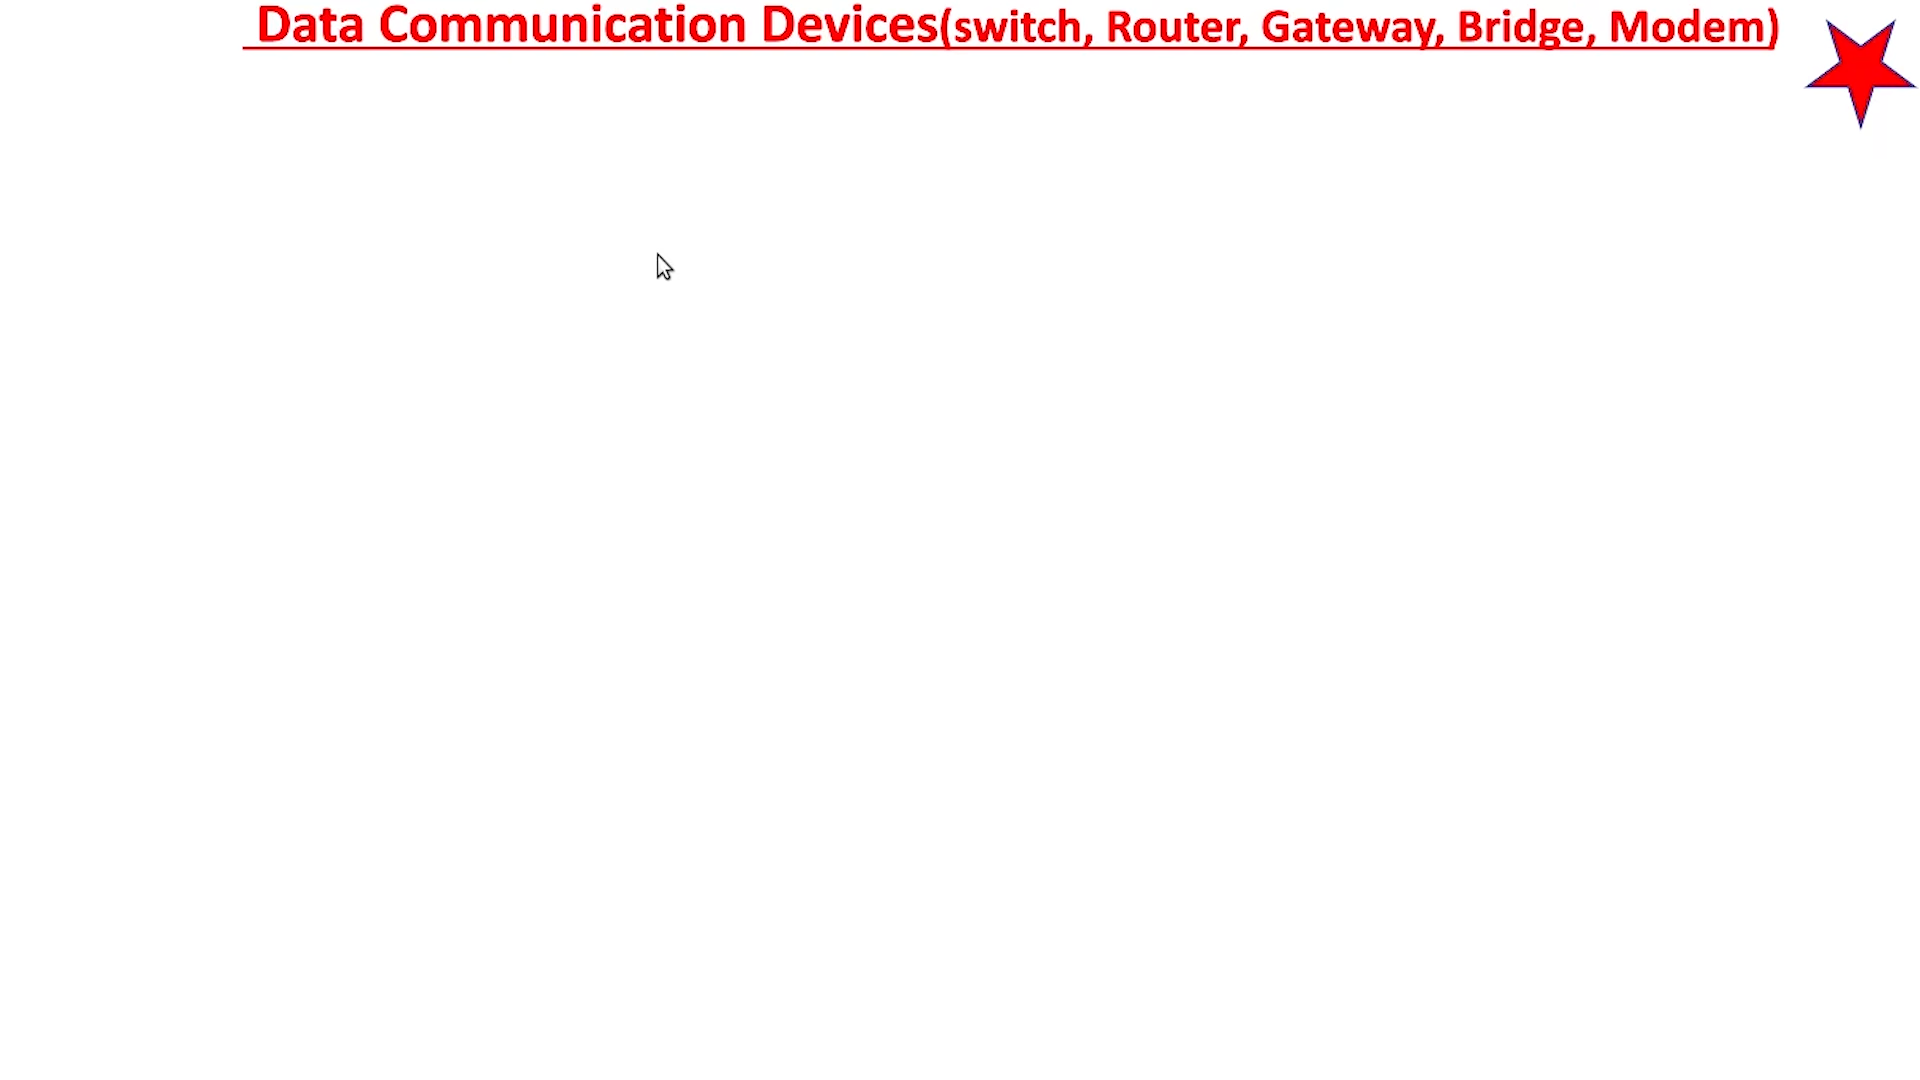 Data Communication Devices(switch, Router, Gateway, Bridge, Modem)